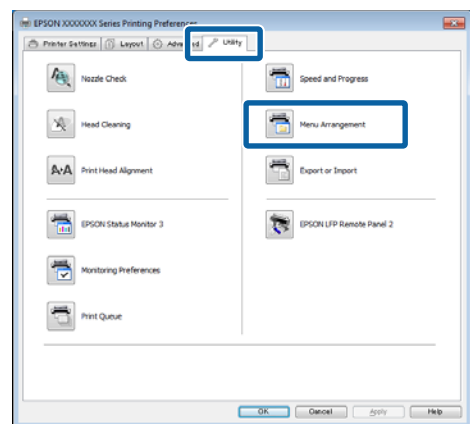 EPSON XXXXXXX Series Printing Preferences
Printer Settings Layout Advanced Utility
Nozzle Check
Speed and Progress
Head Cleaning
Menu Arrangement
Print Head Alignment
Export or Import
EPSON Status Monitor 3
EPSON LFP Remote Panel 2
Monitoring Preferences
Print Queue
OK Cancel Apply Help